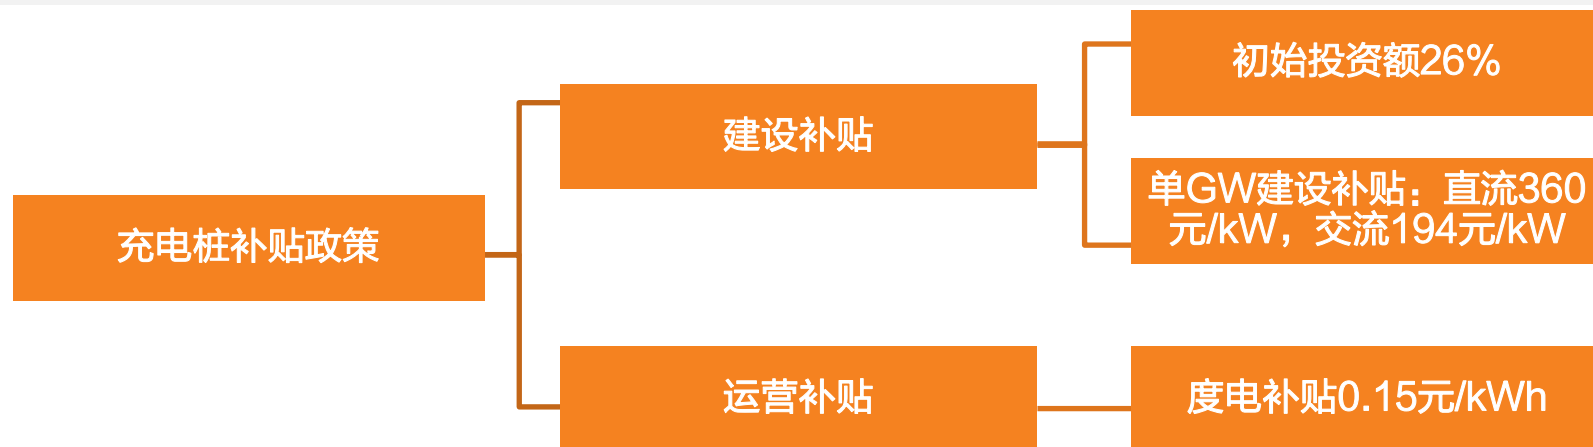 初始投资额26%
建设补贴
单GW建设补贴：直流360
元/kW，交流194元/kW
充电桩补贴政策
运营补贴
度电补贴0.15元/kWh